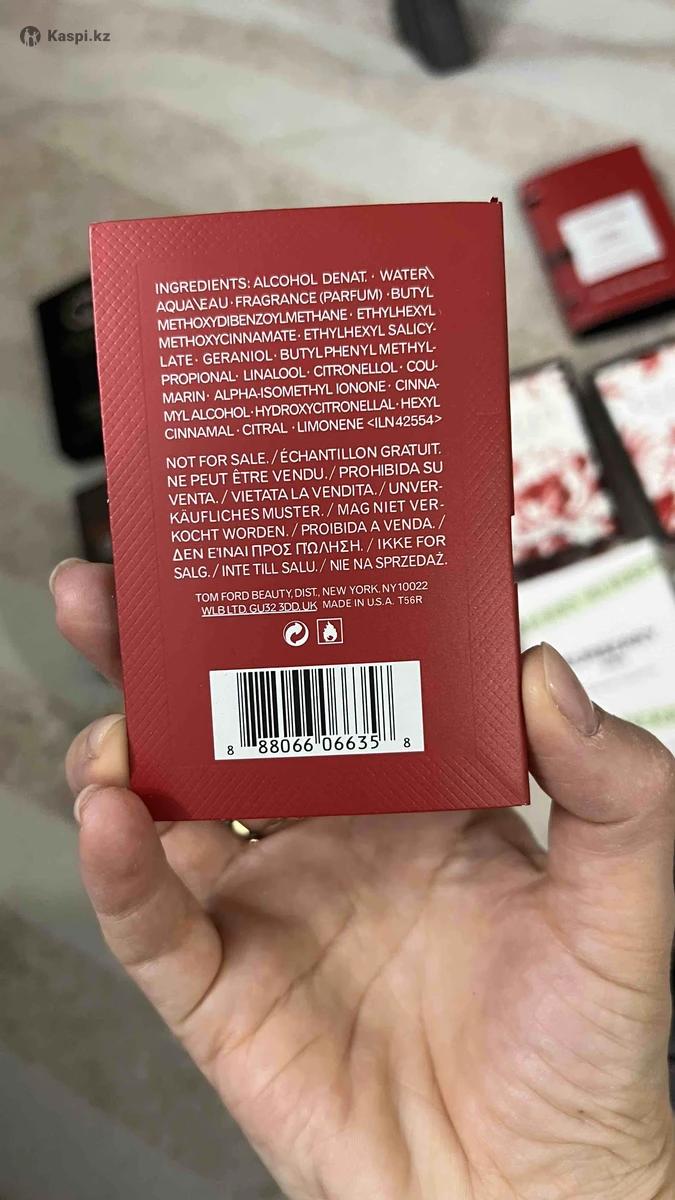 Kaspi.kz
INGREDIENTS: ALCOHOL DENAT. · WATER\
AQUA\EAU · FRAGRANCE (PARFUM) · BUTYL
METHOXYDIBENZOYLMETHANE · ETHYLHEXYL
METHOXYCINNAMATE · ETHYLHEXYL SALICY-
LATE · GERANIOL · BUTYLPHENYL METHYL-
PROPIONAL · LINALOOL · CITRONELLOL · COU-
MARIN · ALPHA-ISOMETHYL IONONE · CINNA-
MYL ALCOHOL · HYDROXYCITRONELLAL · HEXYL
CINNAMAL · CITRAL · LIMONENE <ILN42554>
NOT FOR SALE. / ÉCHANTILLON GRATUIT.
NE PEUT ÊTRE VENDU. / PROHIBIDA SU
VENTA. / VIETATA LA VENDITA. / UNVER-
KÄUFLICHES MUSTER. / MAG NIET VER-
KOCHT WORDEN. / PROIBIDA A VENDA. /
ΔΕΝ ΕΊΝΑΙ ΠΡΟΣ ΠΏΛΗΣΗ. / IKKE FOR
SALG. / INTE TILL SALU. / NIE NA SPRZEDAŻ.
TOM FORD BEAUTY, DIST., NEW YORK, NY 10022
WLB LTD. GU32 3DD. UK MADE IN U.S.A. T56R
8 88066 06635 8